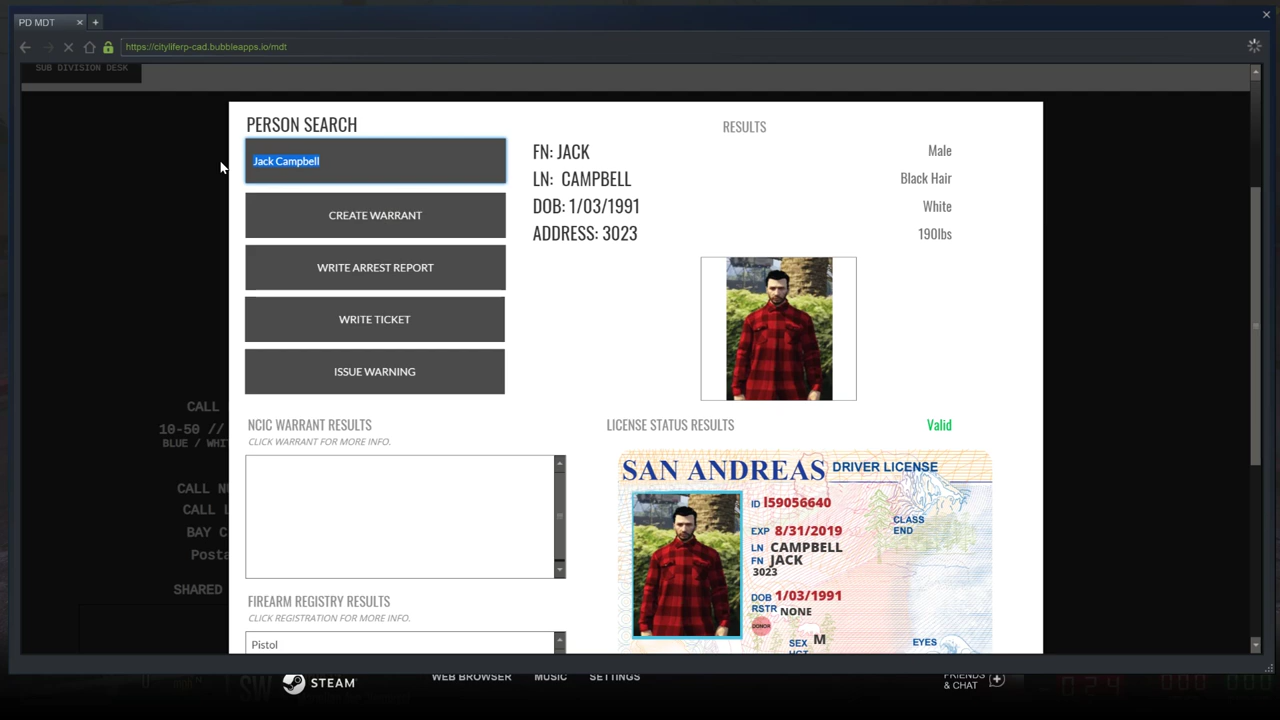 PD MDT
https://cityliferp-cad.bubbleapps.io/mdt
SUB DIVISION DESK
PERSON SEARCH
Jack Campbell
CREATE WARRANT
WRITE ARREST REPORT
WRITE TICKET
ISSUE WARNING
RESULTS
FN: JACK
Male
LN: CAMPBELL
Black Hair
DOB: 1/03/1991
White
ADDRESS: 3023
190lbs
CALL
10-50 //
BLUE / WHI
CALL NU
CALL L
BAY C
Posta
SHARED
NCIC WARRANT RESULTS
CLICK WARRANT FOR MORE INFO.
FIREARM REGISTRY RESULTS
CLICK REGISTRATION FOR MORE INFO.
Pistol
LICENSE STATUS RESULTS
Valid
SAN ANDREAS DRIVER LICENSE
ID I59056640
EXP 8/31/2019
CLASS
END
LN CAMPBELL
FN JACK
3023
DOB 1/03/1991
RSTR NONE
DONOR
SEX M
HGT
EYES
STEAM
WEB BROWSER
MUSIC
SETTINGS
FRIENDS
& CHAT